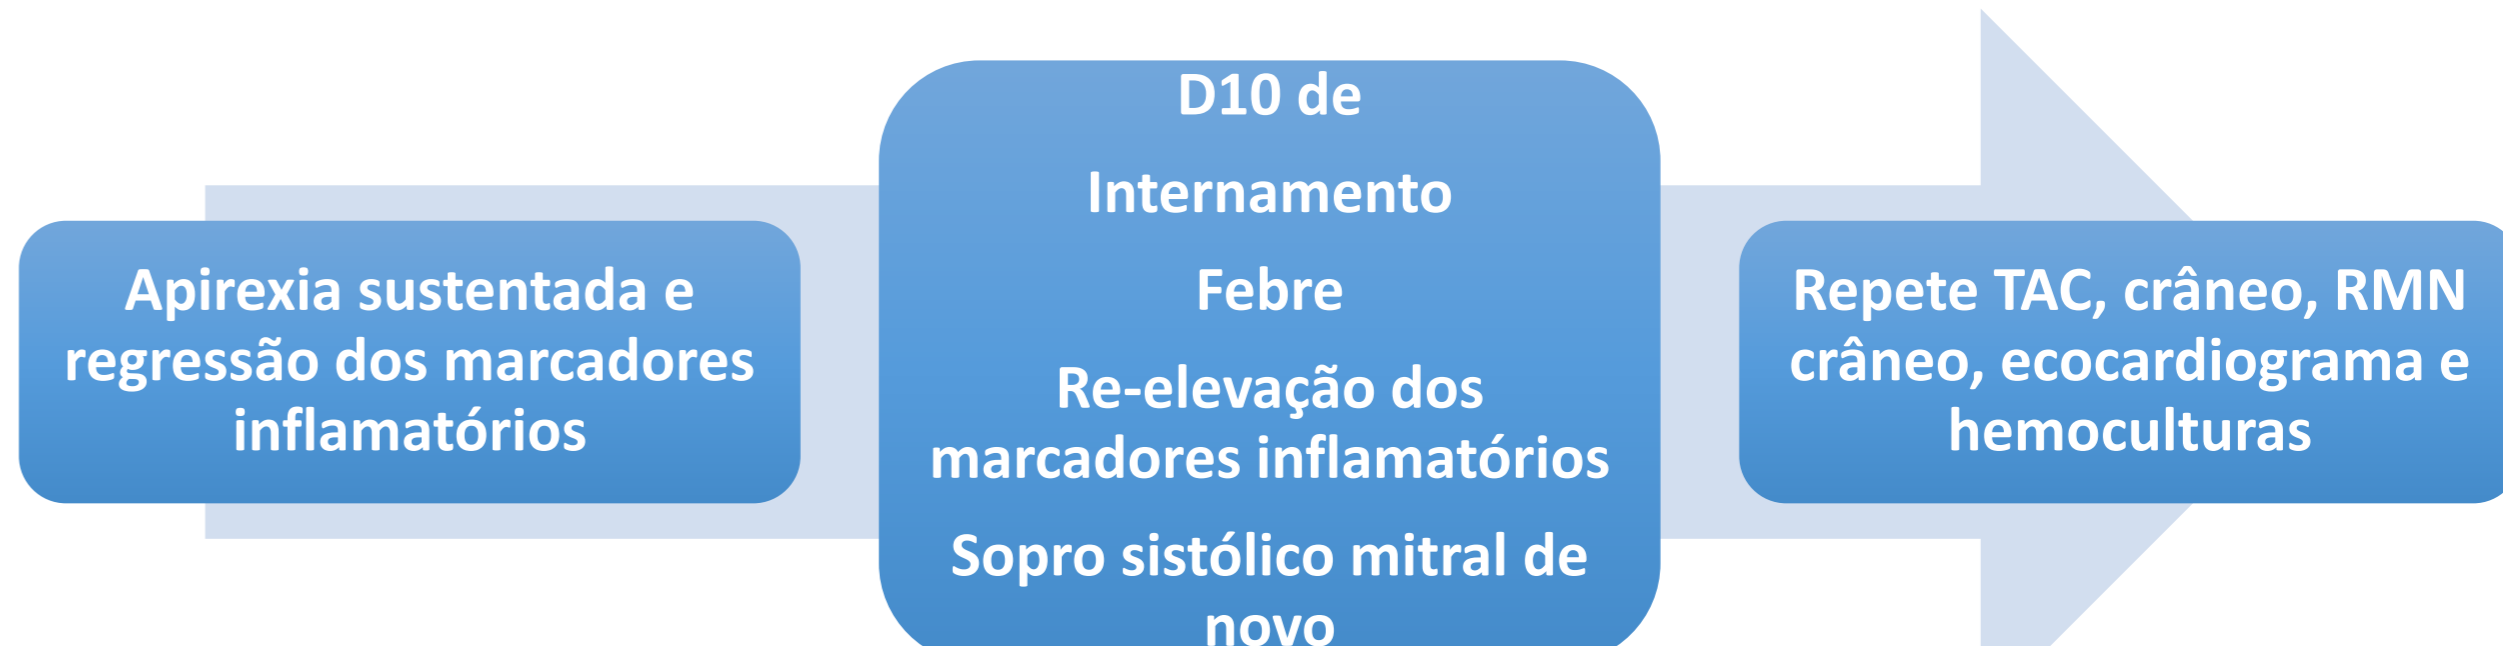 Apirexia sustentada e
regressão dos marcadores
inflamatórios
D10 de
Internamento
Febre
Re-elevação dos
marcadores inflamatórios
Sopro sistólico mitral de
novo
Repete TAC, crâneo, RMN
crâneo, ecocardiograma e
hemoculturas